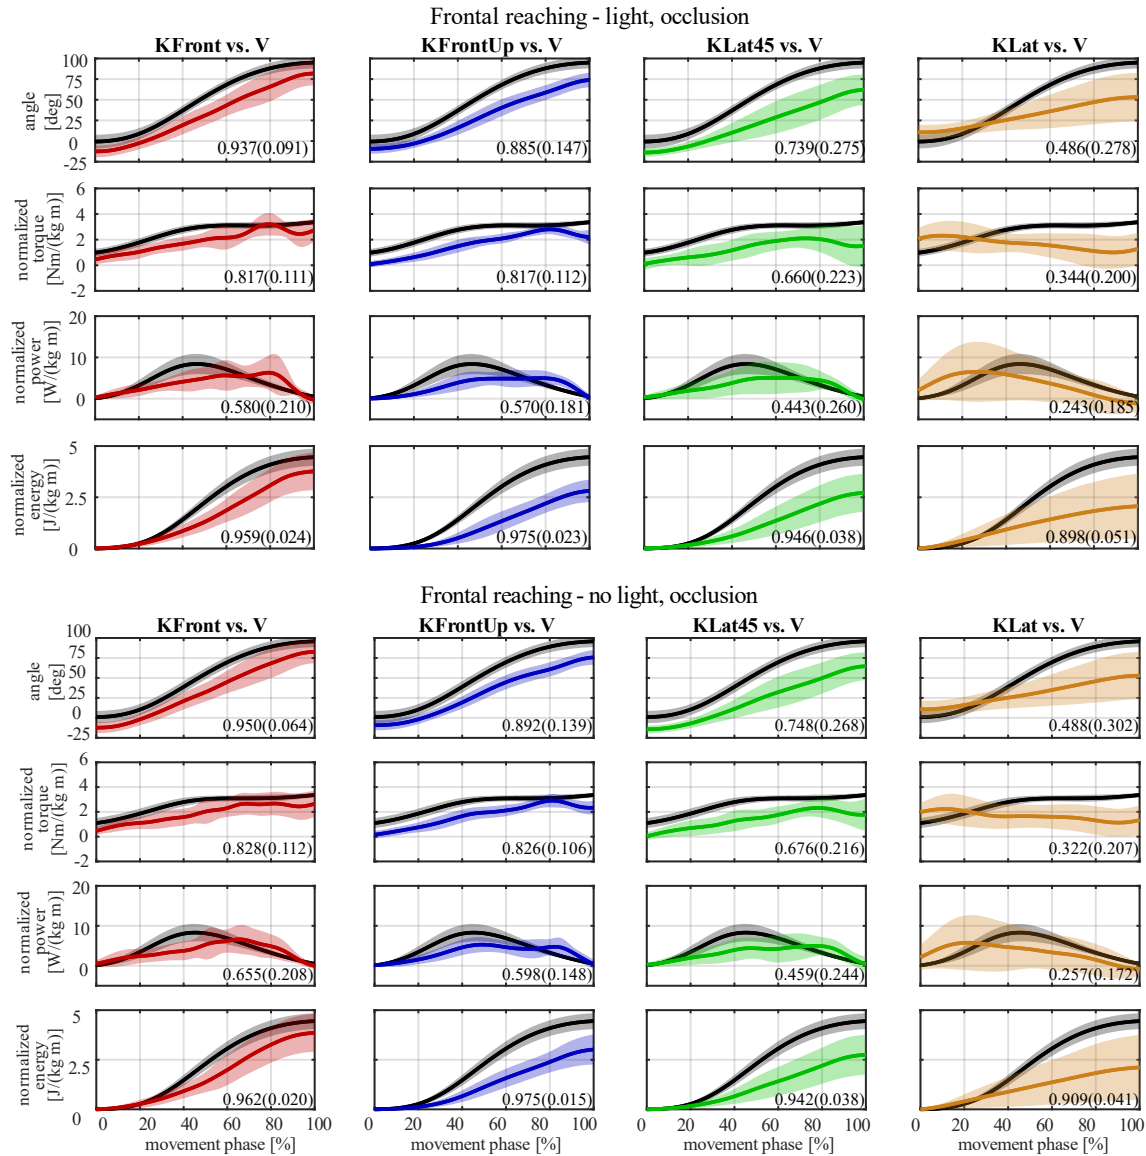 Frontal reaching - light, occlusion
KFront vs. V KFrontUp vs. V KLat45 vs. V KLat vs. V
angle
[deg]
100
75
50
25
0
-25
0.937(0.091) 0.885(0.147) 0.739(0.275) 0.486(0.278)
normalized
torque
[Nm/(kg m)]
6
4
2
0
-2
0.817(0.111) 0.817(0.112) 0.660(0.223) 0.344(0.200)
normalized
power
[W/(kg m)]
20
10
0
0.580(0.210) 0.570(0.181) 0.443(0.260) 0.243(0.185)
normalized
energy
[J/(kg m)]
5
2.5
0
0.959(0.024) 0.975(0.023) 0.946(0.038) 0.898(0.051)
Frontal reaching - no light, occlusion
KFront vs. V KFrontUp vs. V KLat45 vs. V KLat vs. V
angle
[deg]
100
75
50
25
0
-25
0.950(0.064) 0.892(0.139) 0.748(0.268) 0.488(0.302)
normalized
torque
[Nm/(kg m)]
6
4
2
0
-2
0.828(0.112) 0.826(0.106) 0.676(0.216) 0.322(0.207)
normalized
power
[W/(kg m)]
20
10
0
0.655(0.208) 0.598(0.148) 0.459(0.244) 0.257(0.172)
normalized
energy
[J/(kg m)]
5
2.5
0
0.962(0.020) 0.975(0.015) 0.942(0.038) 0.909(0.041)
0 20 40 60 80 100 0 20 40 60 80 100 0 20 40 60 80 100 0 20 40 60 80 100
movement phase [%] movement phase [%] movement phase [%] movement phase [%]